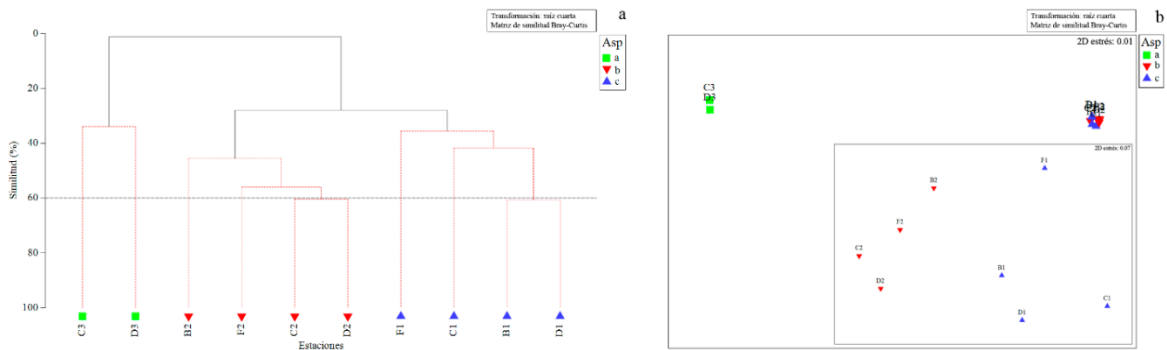 Transformación: raíz cuarta
Matriz de similitud Bray-Curtis
a
Asp
a
b
c
Similitud (%)
0
20
40
60
80
100
C3
D3
B2
F2
C2
D2
F1
C1
B1
D1
Estaciones
Transformación: raíz cuarta
Matriz de similitud Bray-Curtis
b
2D estrés: 0.01
Asp
a
b
c
C3
D3
2D estrés: 0.07
F1
B2
F2
C2
B1
D2
C1
D1